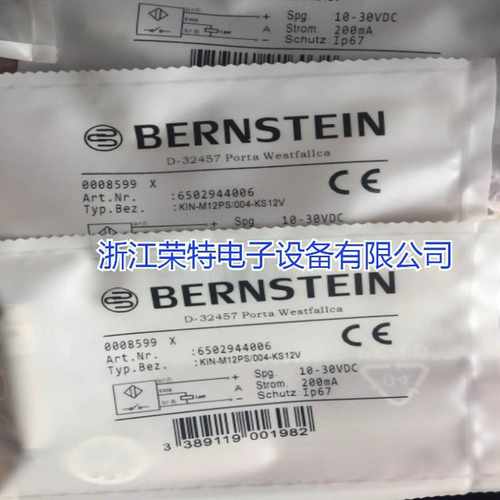 + Spg. 10-30VDC
A Strom. 200mA
- Schutz Ip67
BERNSTEIN
D-32457 Porta Westfalica
0008599 X
Art.Nr. :6502944006
Typ.Bez. :KIN-M12PS/004-KS12V
CE
Spg. 10-30VDC
浙江荣特电子设备有限公司
BERNSTEIN
D-32457 Porta Westfalica
0008599 X
Art.Nr. :6502944006
Typ.Bez. :KIN-M12PS/004-KS12V
CE
+ Spg. 10-30VDC
A Strom. 200mA
- Schutz Ip67
3 389119 001982